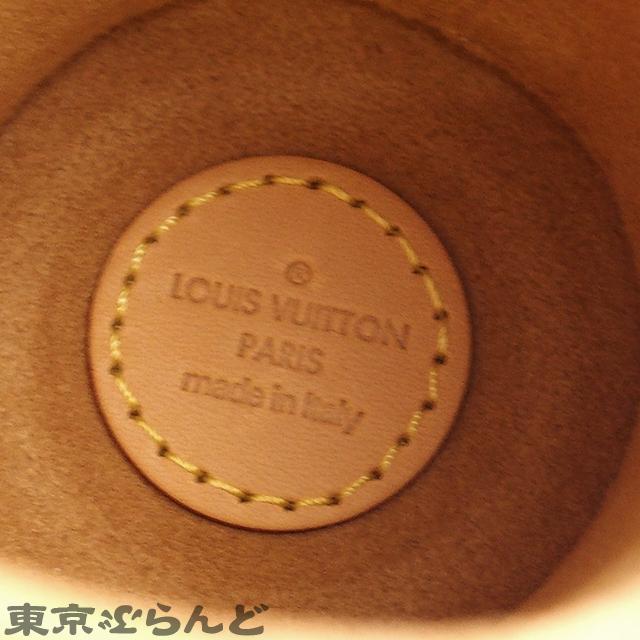 ®
LOUIS VUITTON
PARIS
made in Italy
東京ぶらんど